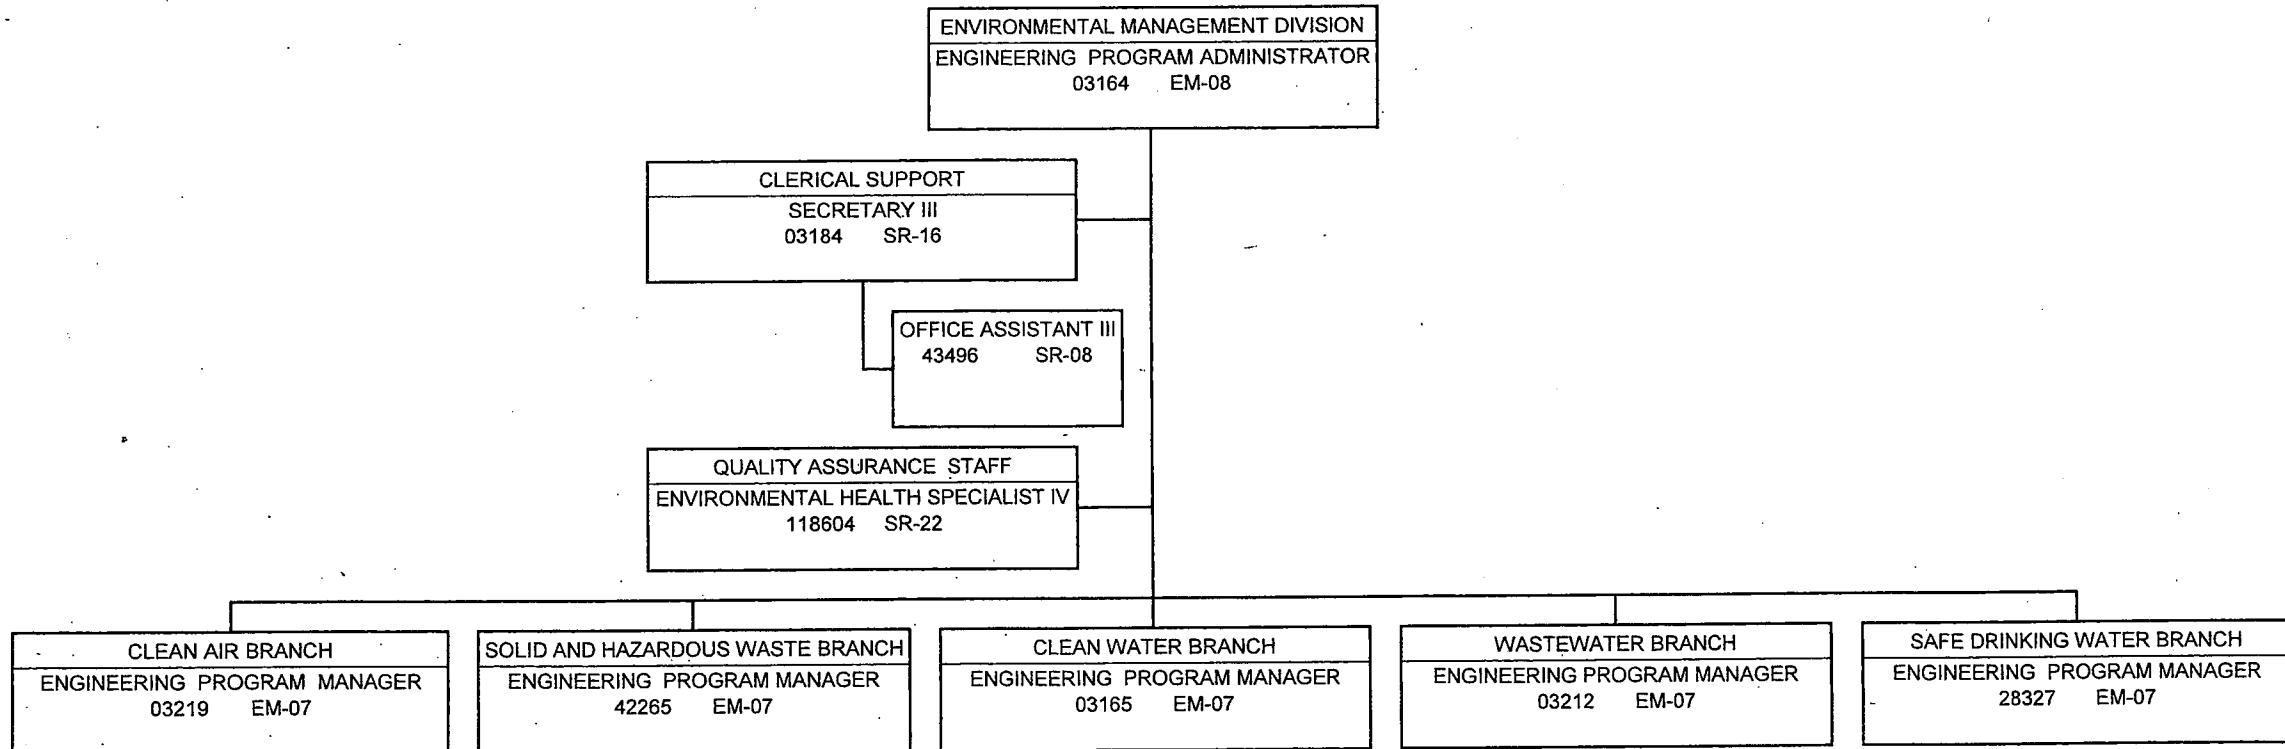 ENVIRONMENTAL MANAGEMENT DIVISION
ENGINEERING PROGRAM ADMINISTRATOR
03164 EM-08
CLERICAL SUPPORT
SECRETARY III
03184 SR-16
OFFICE ASSISTANT III
43496 SR-08
QUALITY ASSURANCE STAFF
ENVIRONMENTAL HEALTH SPECIALIST IV
118604 SR-22
CLEAN AIR BRANCH
ENGINEERING PROGRAM MANAGER
03219 EM-07
SOLID AND HAZARDOUS WASTE BRANCH
ENGINEERING PROGRAM MANAGER
42265 EM-07
CLEAN WATER BRANCH
ENGINEERING PROGRAM MANAGER
03165 EM-07
WASTEWATER BRANCH
ENGINEERING PROGRAM MANAGER
03212 EM-07
SAFE DRINKING WATER BRANCH
ENGINEERING PROGRAM MANAGER
28327 EM-07